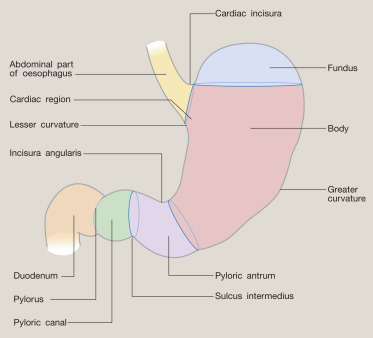 Cardiac incisura
Abdominal part
of oesophagus
Fundus
Cardiac region
Lesser curvature
Body
Incisura angularis
Greater
curvature
Duodenum
Pyloric antrum
Pylorus
Sulcus intermedius
Pyloric canal